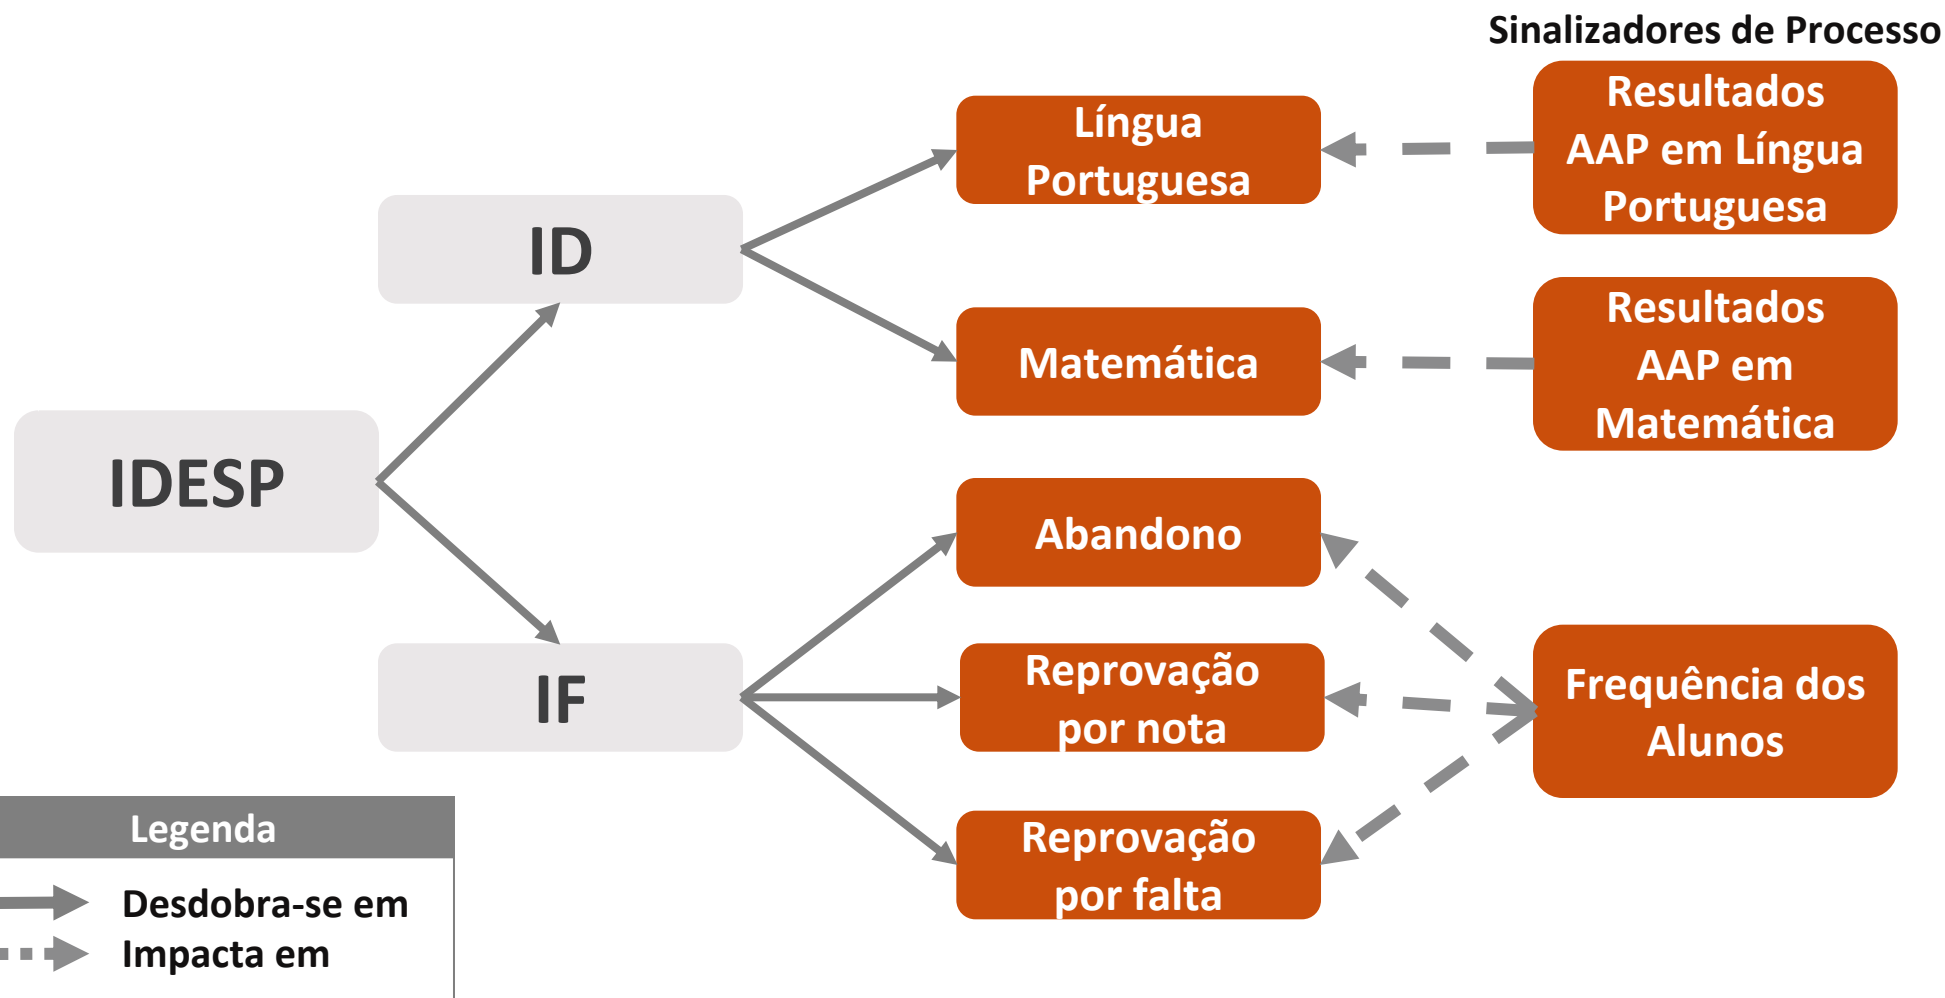 Sinalizadores de Processo
Resultados
AAP em Língua
Portuguesa
Língua
Portuguesa
ID
Resultados
AAP em
Matemática
Matemática
IDESP
Abandono
Frequência dos
Alunos
IF
Reprovação
por nota
Reprovação
por falta
Legenda
Desdobra-se em
Impacta em